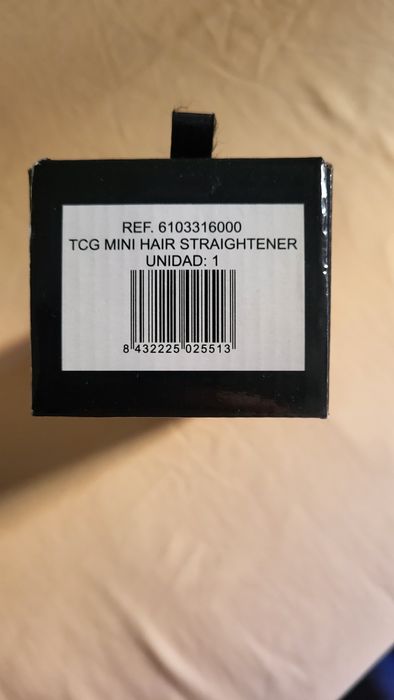 REF. 6103316000
TCG MINI HAIR STRAIGHTENER
UNIDAD: 1
8 432225 025513